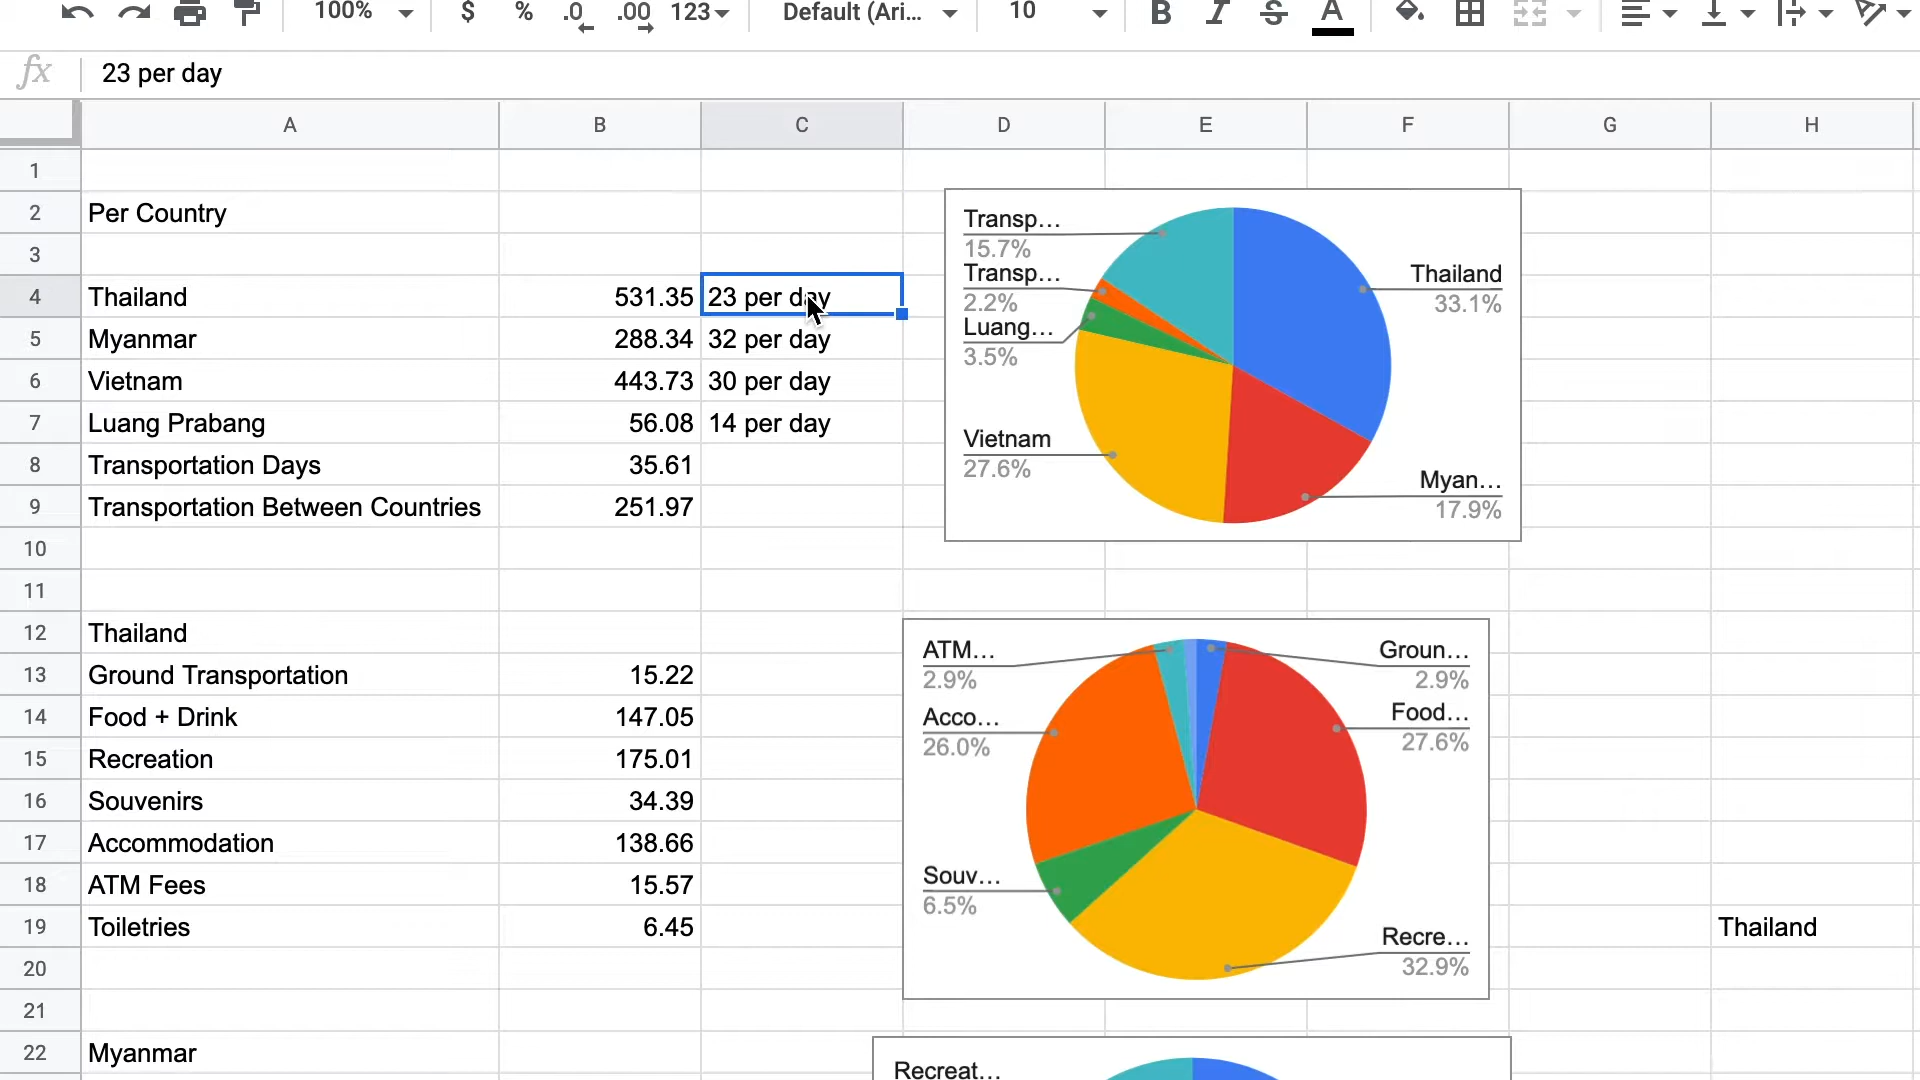 100% $ % .0 .00 123 Default (Ari... 10 B I S A
fx 23 per day
A B C D E F G H
1
2 Per Country
3
4 Thailand 531.35 23 per day
5 Myanmar 288.34 32 per day
6 Vietnam 443.73 30 per day
7 Luang Prabang 56.08 14 per day
8 Transportation Days 35.61
9 Transportation Between Countries 251.97
10
11
12 Thailand
13 Ground Transportation 15.22
14 Food + Drink 147.05
15 Recreation 175.01
16 Souvenirs 34.39
17 Accommodation 138.66
18 ATM Fees 15.57
19 Toiletries 6.45 Thailand
20
21
22 Myanmar
Transp...
15.7%
Transp...
2.2%
Luang...
3.5%
Vietnam
27.6%
Thailand
33.1%
Myan...
17.9%
ATM...
2.9%
Acco...
26.0%
Souv...
6.5%
Groun...
2.9%
Food...
27.6%
Recre...
32.9%
Recreat...